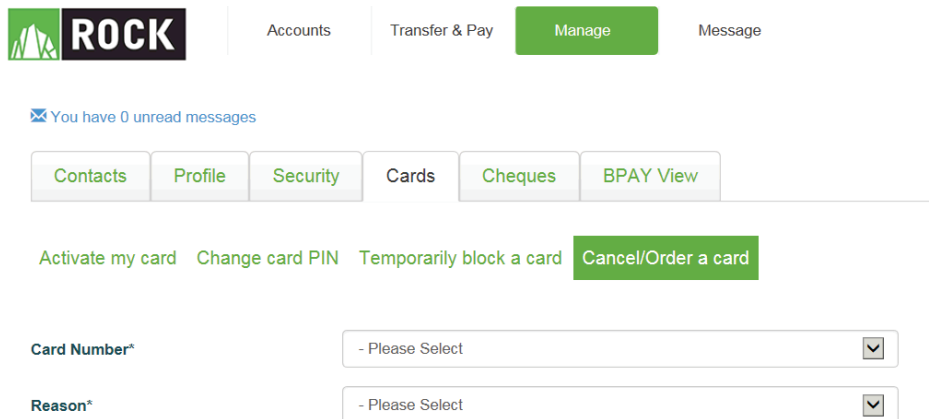 ROCK
Accounts Transfer & Pay Manage Message
You have 0 unread messages
Contacts Profile Security Cards Cheques BPAY View
Activate my card Change card PIN Temporarily block a card Cancel/Order a card
Card Number* - Please Select
Reason* - Please Select